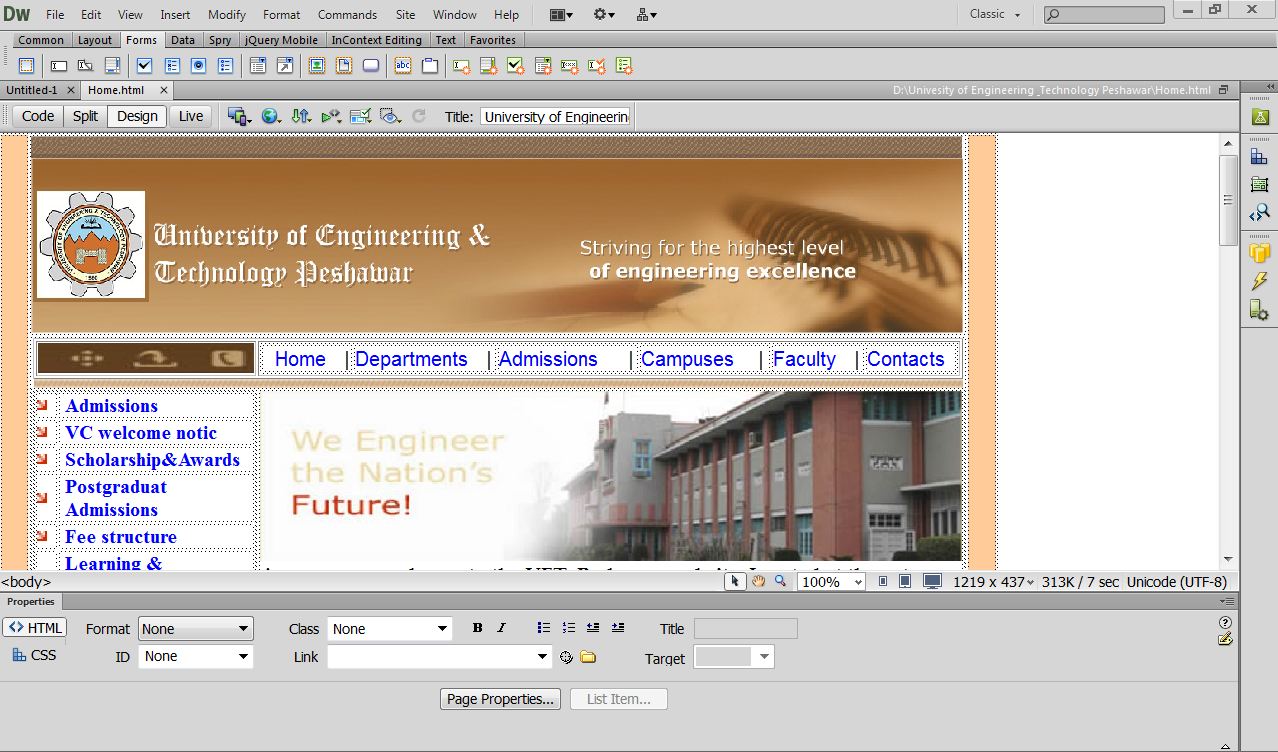 Dw File Edit View Insert Modify Format Commands Site Window Help Classic
Common Layout Forms Data Spry jQuery Mobile InContext Editing Text Favorites
Untitled-1 Home.html D:\Univesity of Engineering _Technology Peshawar\Home.html
Code Split Design Live Title: University of Engineerin
University of Engineering &
Technology Peshawar
Striving for the highest level
of engineering excellence
Home | Departments | Admissions | Campuses | Faculty | Contacts
Admissions
VC welcome notic
Scholarship&Awards
Postgraduat
Admissions
Fee structure
Learning &
We Engineer
the Nation's
Future!
<body> 100% 1219 x 437 313K / 7 sec Unicode (UTF-8)
Properties
<> HTML Format None Class None B I Title
CSS ID None Link Target
Page Properties... List Item...